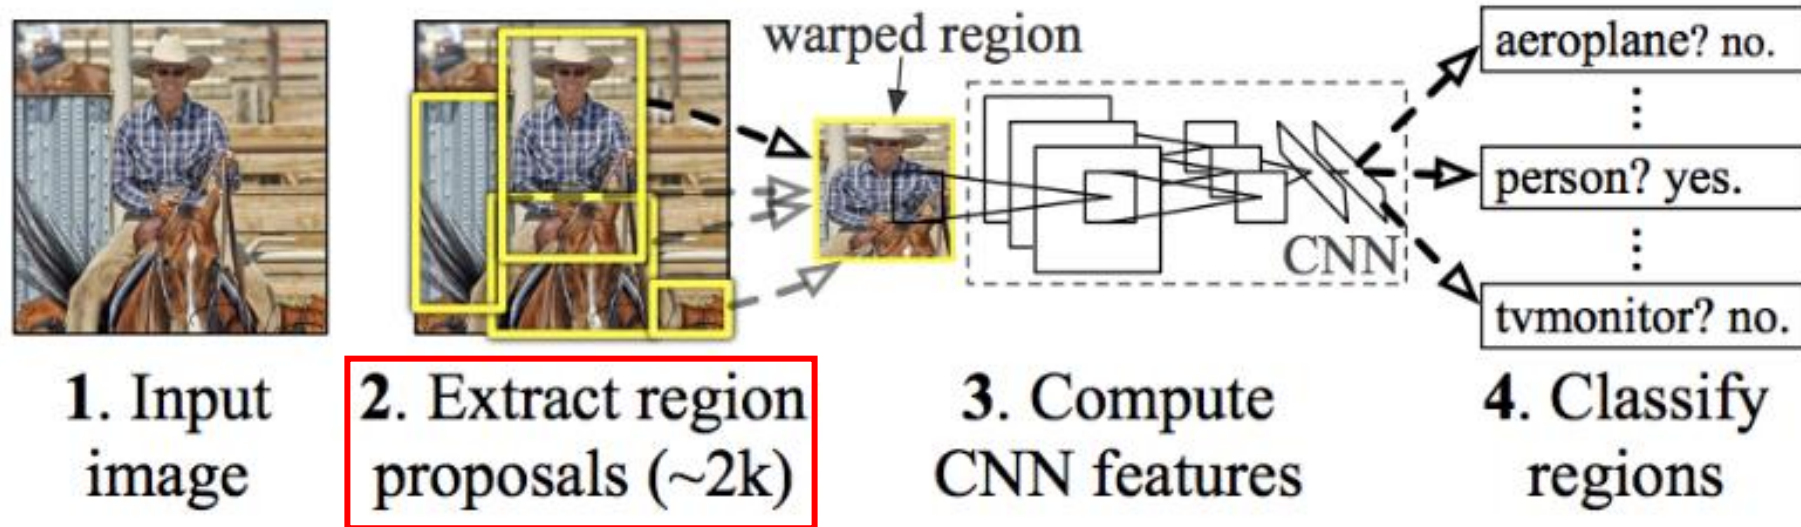 warped region
aeroplane? no.
⋮
person? yes.
⋮
tvmonitor? no.
CNN
1. Input
image
2. Extract region
proposals (~2k)
3. Compute
CNN features
4. Classify
regions